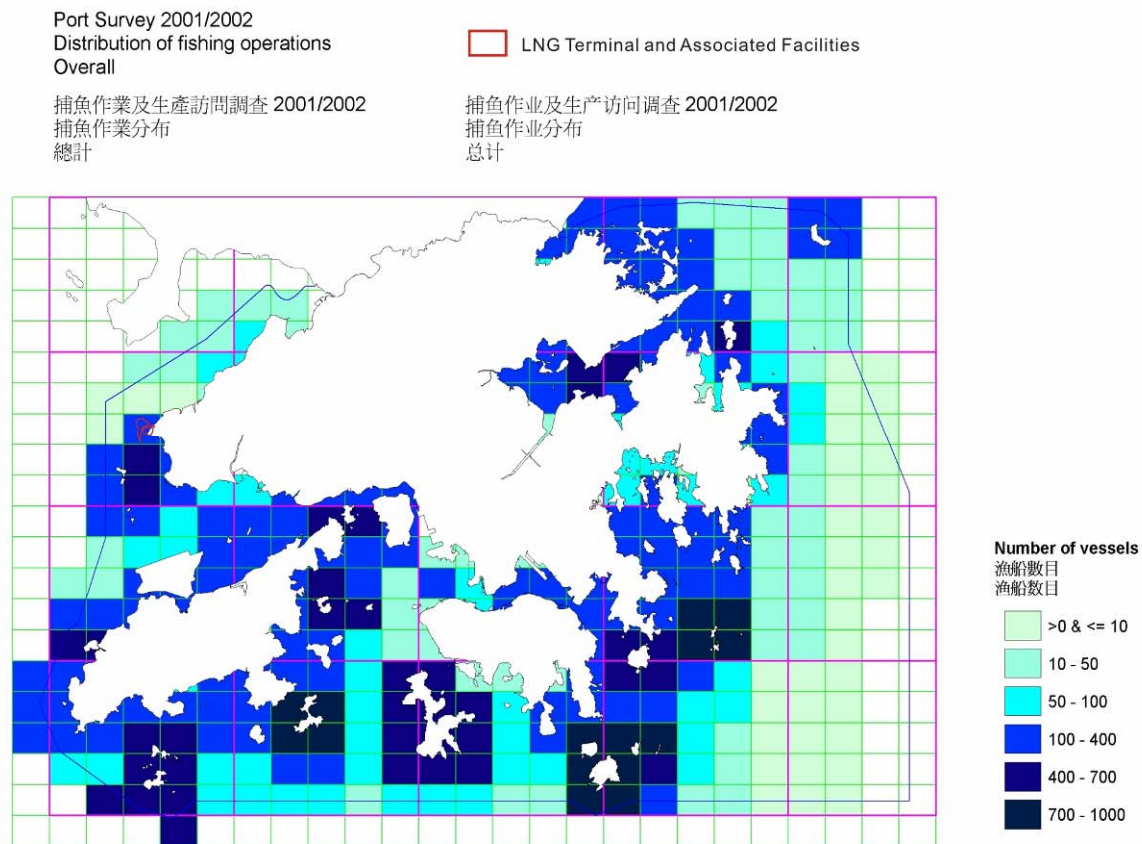 Port Survey 2001/2002
Distribution of fishing operations
Overall
LNG Terminal and Associated Facilities
捕魚作業及生產訪問調查 2001/2002
捕魚作業分布
總計
捕鱼作业及生产访问调查 2001/2002
捕鱼作业分布
总计
Number of vessels
漁船數目
渔船数目
>0 & <= 10
10 - 50
50 - 100
100 - 400
400 - 700
700 - 1000